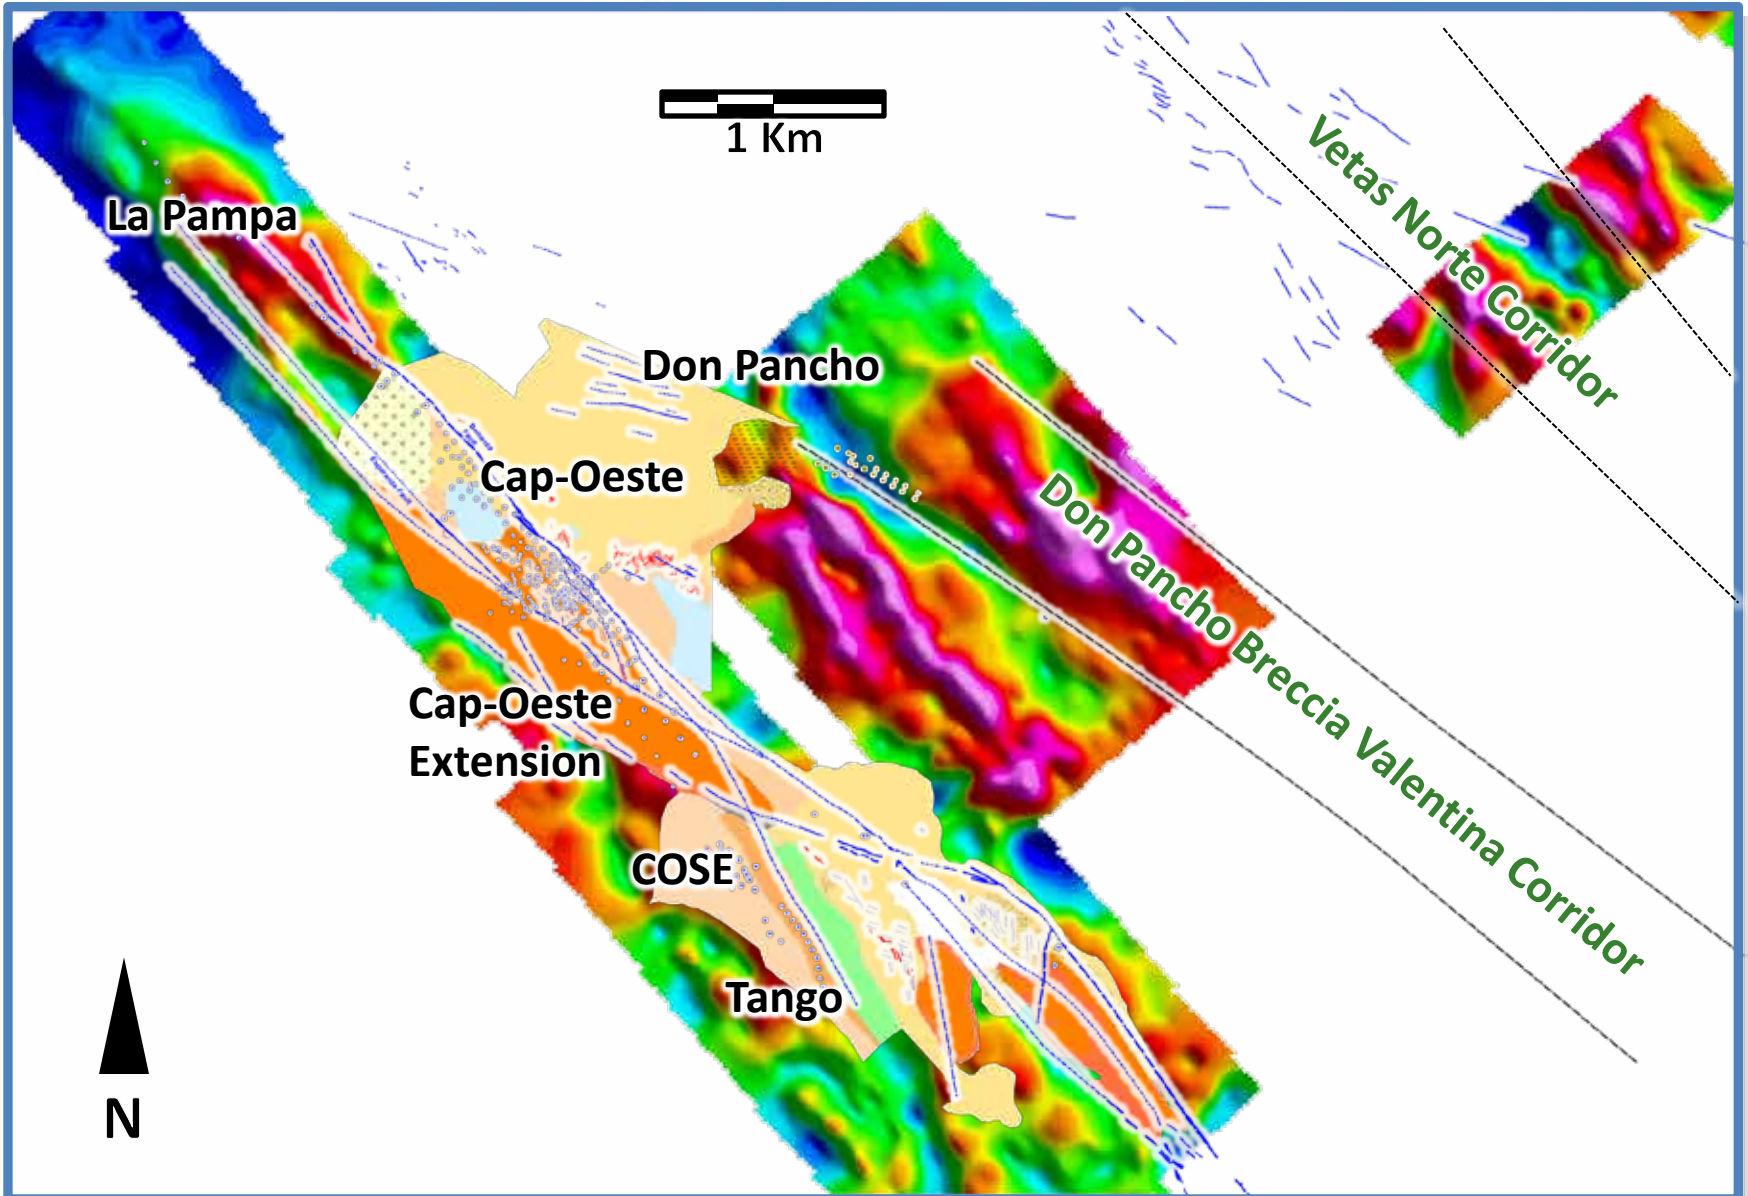 1 Km
Vetas Norte Corridor
La Pampa
Don Pancho
Cap-Oeste
Don Pancho Breccia Valentina Corridor
Cap-Oeste
Extension
COSE
Tango
N